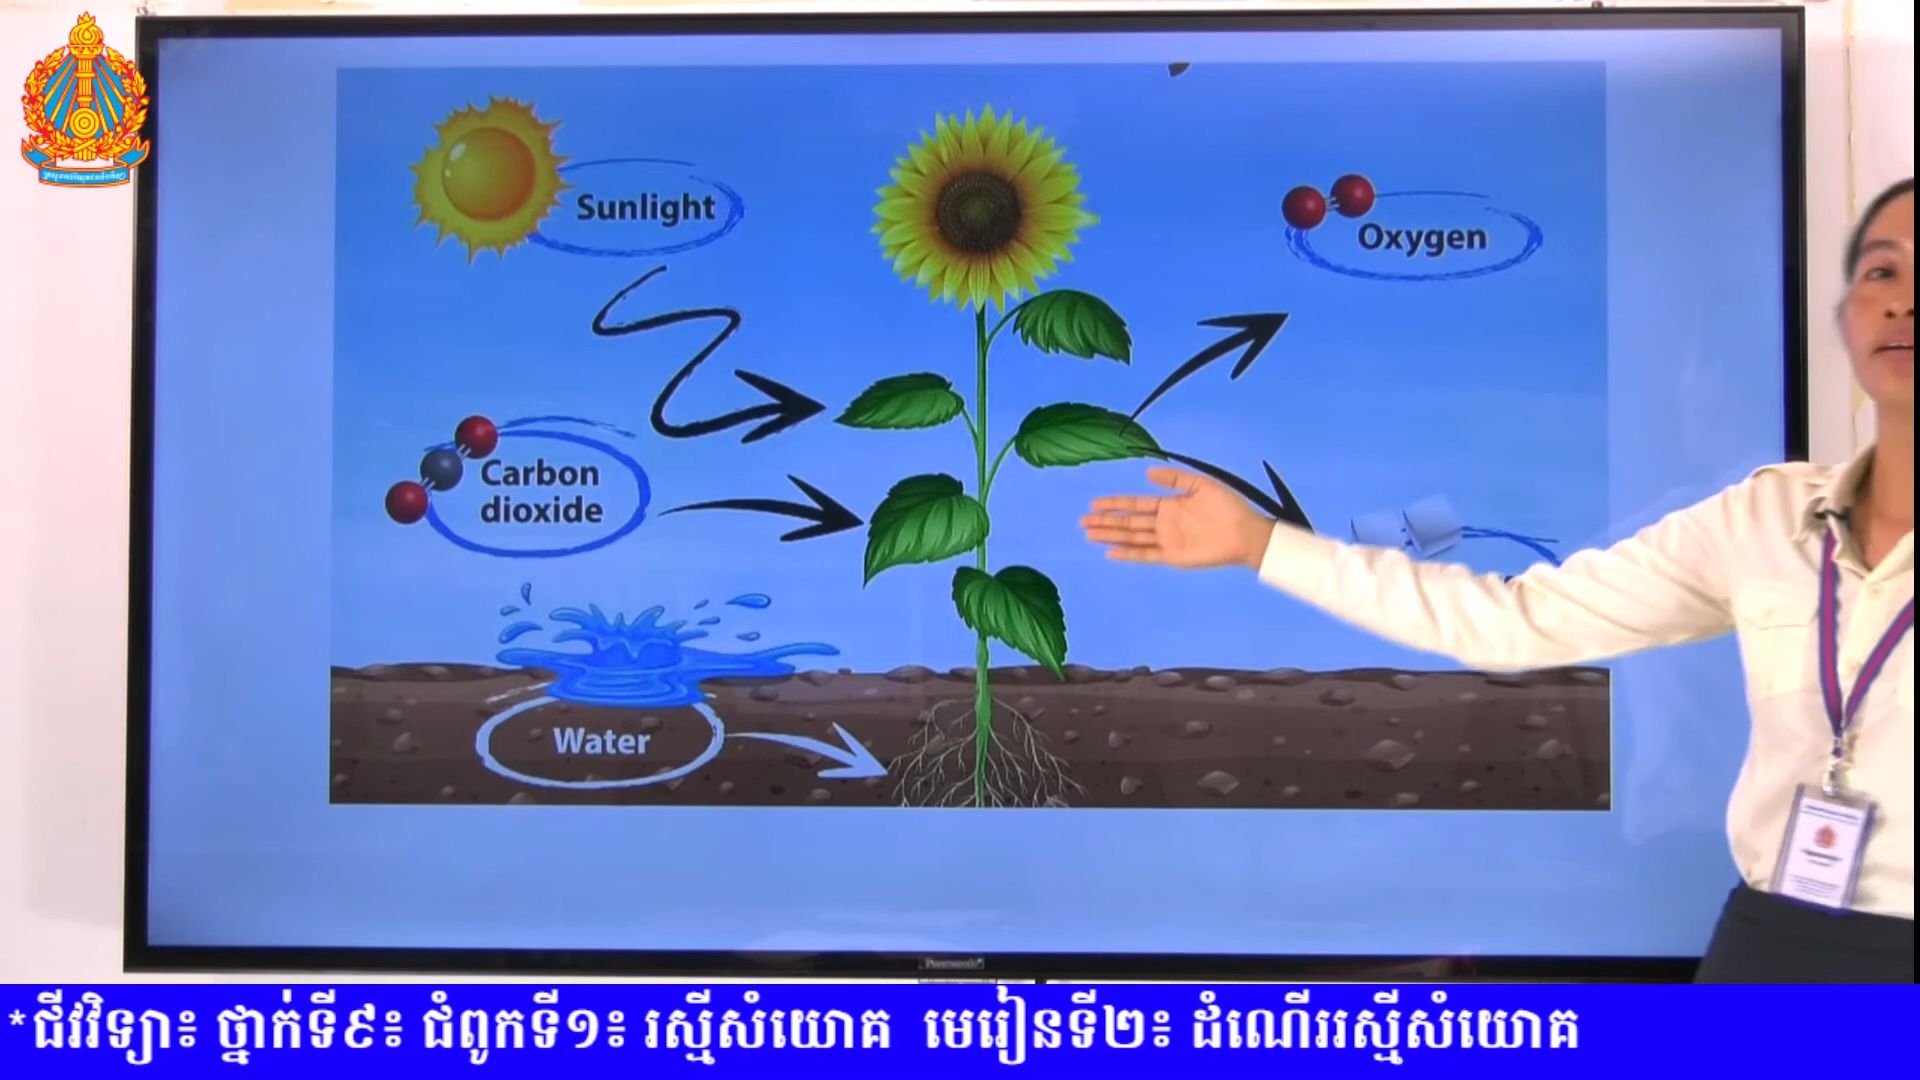 Sunlight
Oxygen
Carbon
dioxide
Water
*ជីវវិទ្យា៖ ថ្នាក់ទី៩៖ ជំពូកទី១៖ រស្មីសំយោគ មេរៀនទី២៖ ដំណើររស្មីសំយោគ